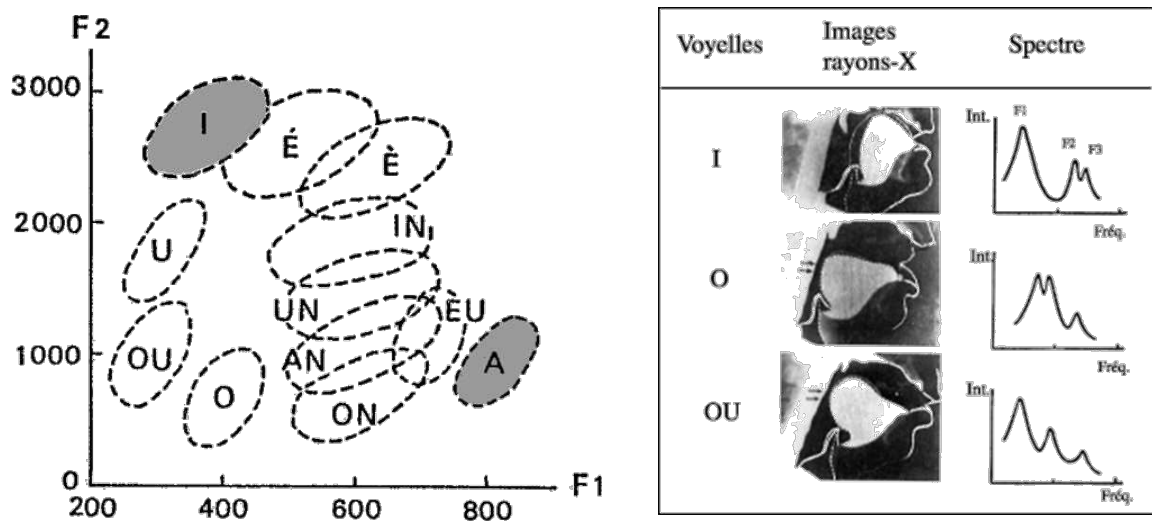 F2
3000
2000
1000
0
200 400 600 800
F1
I
É
È
U
IN
UN
EU
OU
AN
A
O
ON
Voyelles Images rayons-X Spectre
I
Int.
F1
F2
F3
Fréq.
O
Int.
Fréq.
OU
Int.
Fréq.